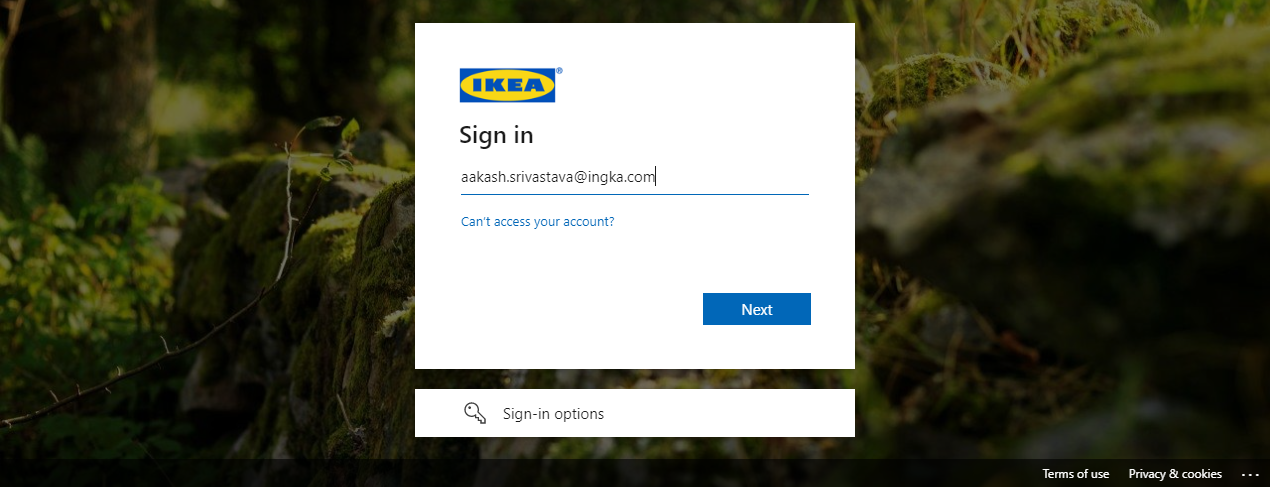 IKEA®
Sign in
aakash.srivastava@ingka.com
Can't access your account?
Next
Sign-in options
Terms of use Privacy & cookies ...